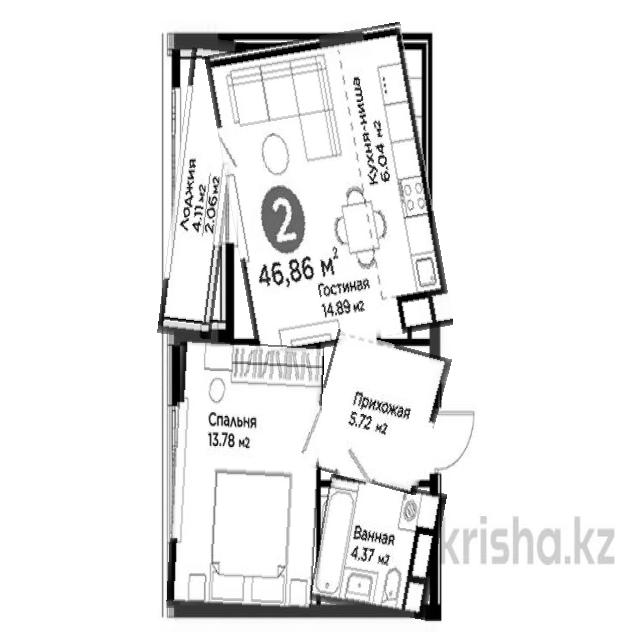 Кухня-ниша
6.04 м2
Лоджия
4.11 м2
2.06 м2
2
46,86 м²
Гостиная
14.89 м2
Прихожая
5.72 м2
Спальня
13.78 м2
Ванная
4.37 м2
krisha.kz